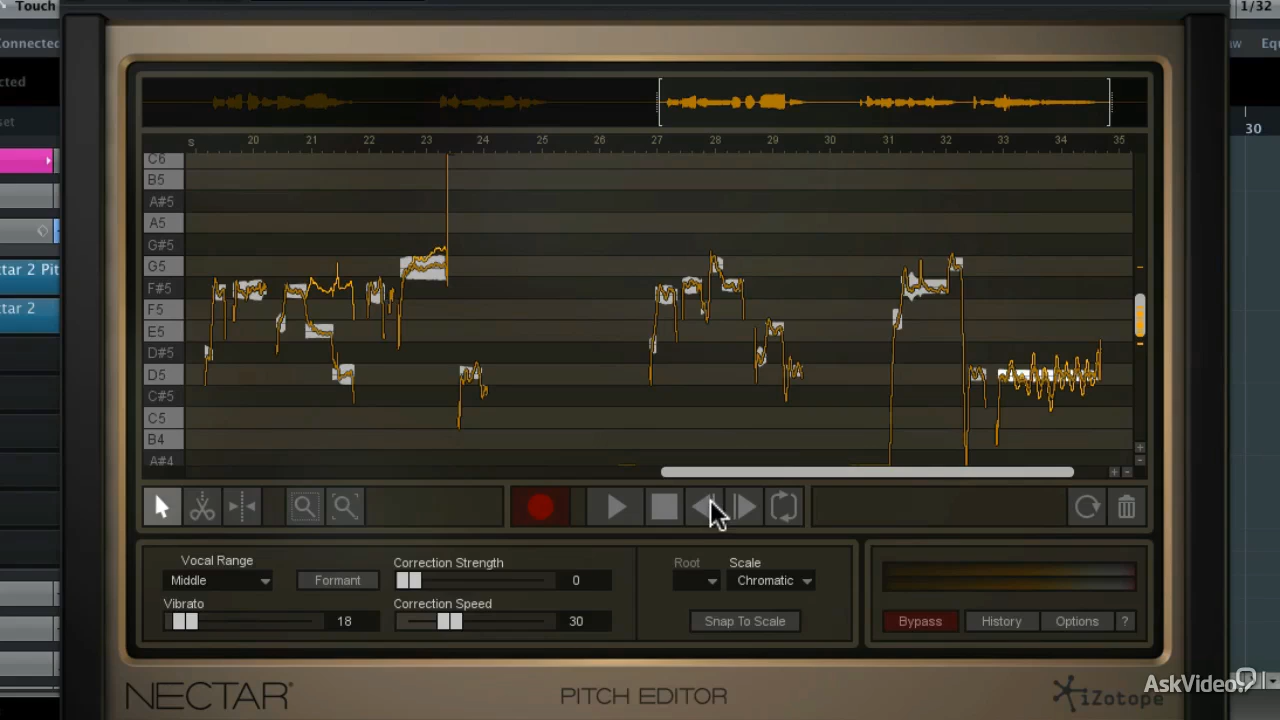 Touch
1/32
Connected
cted
set
30
20 21 22 23 24 25 26 27 28 29 30 31 32 33 34 35
s
C6
B5
A#5
A5
G#5
G5
F#5
F5
E5
D#5
D5
C#5
C5
B4
A#4
tar 2 Pit
tar 2
Vocal Range
Middle
Formant
Correction Strength
0
Root
Scale
Chromatic
Vibrato
18
Correction Speed
30
Snap To Scale
Bypass
History
Options
?
NECTAR
PITCH EDITOR
iZotope
AskVideo